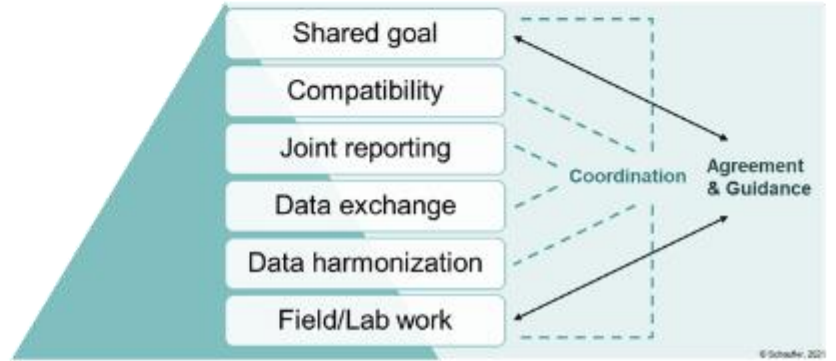 Shared goal
Compatibility
Joint reporting
Data exchange
Data harmonization
Field/Lab work
Coordination
Agreement
& Guidance